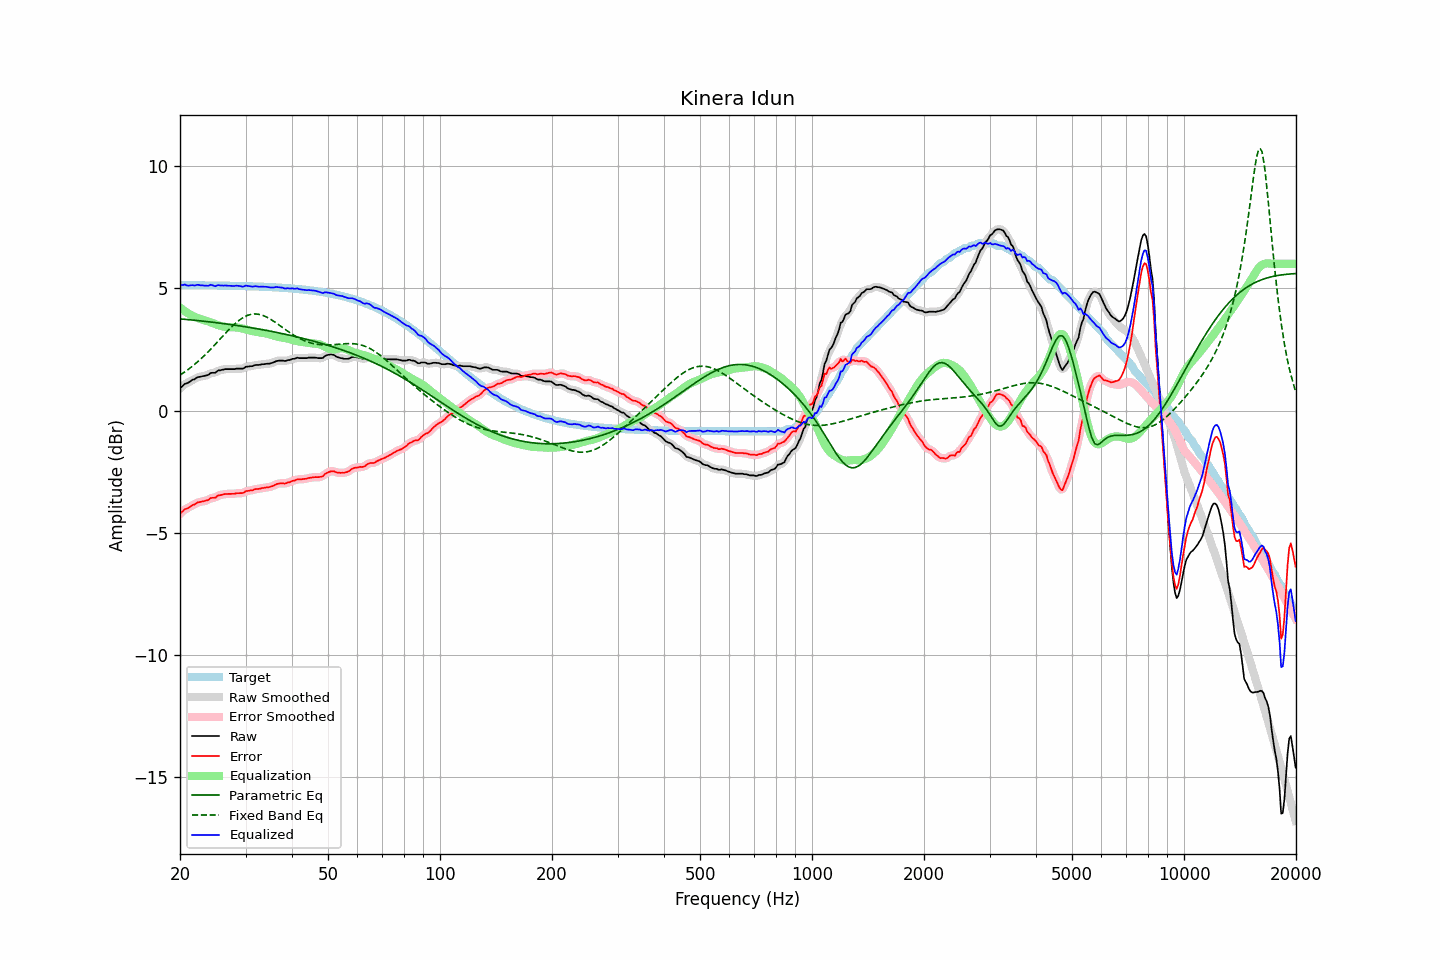 Kinera Idun
Amplitude (dBr)
10
5
0
−5
−10
−15
Target
Raw Smoothed
Error Smoothed
Raw
Error
Equalization
Parametric Eq
Fixed Band Eq
Equalized
20
50
100
200
500
1000
2000
5000
10000
20000
Frequency (Hz)